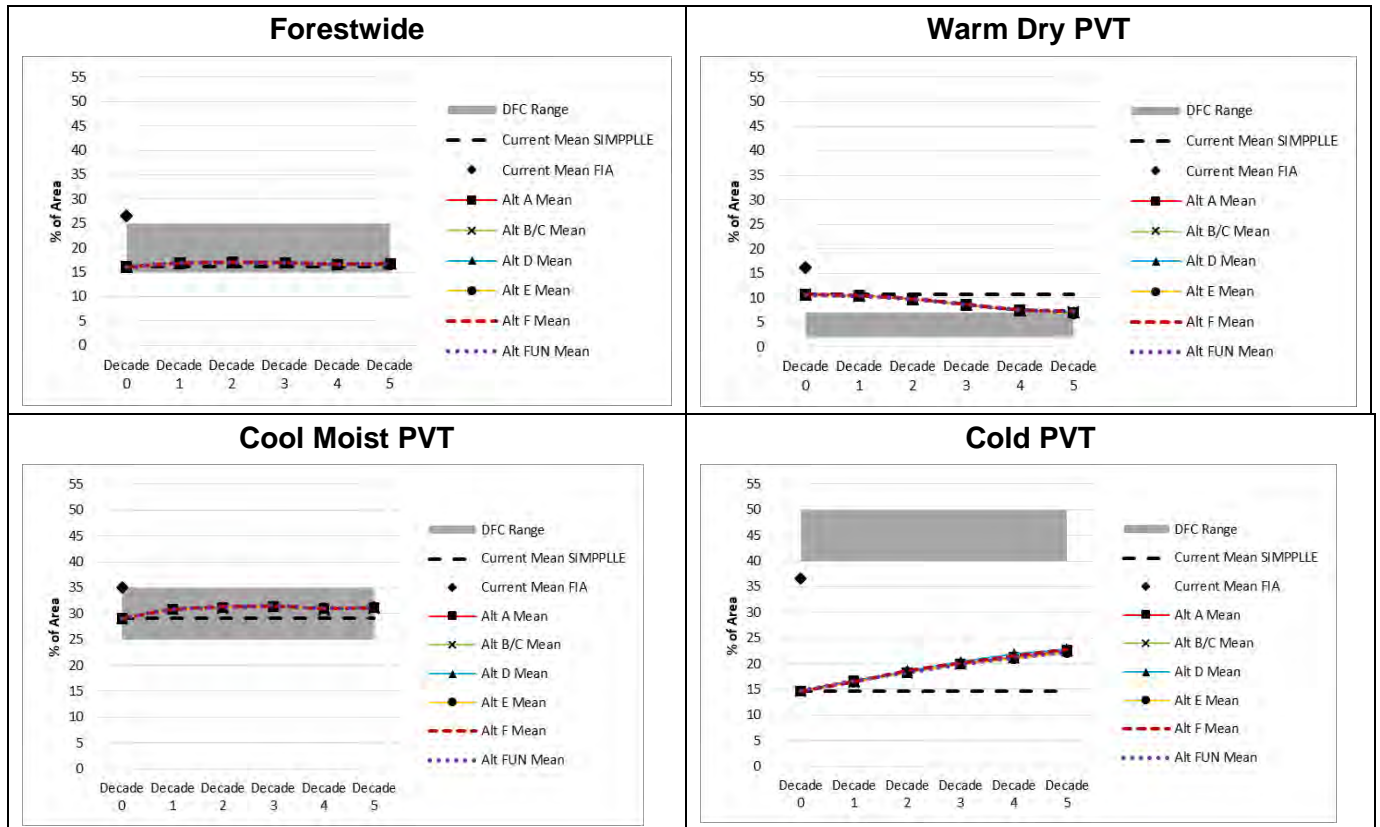 Forestwide
55
50
45
40
35
30
25
20
15
10
5
0
% of Area
Decade 0
Decade 1
Decade 2
Decade 3
Decade 4
Decade 5
DFC Range
Current Mean SIMPPLLE
Current Mean FIA
Alt A Mean
Alt B/C Mean
Alt D Mean
Alt E Mean
Alt F Mean
Alt FUN Mean
Warm Dry PVT
55
50
45
40
35
30
25
20
15
10
5
0
% of Area
Decade 0
Decade 1
Decade 2
Decade 3
Decade 4
Decade 5
DFC Range
Current Mean SIMPPLLE
Current Mean FIA
Alt A Mean
Alt B/C Mean
Alt D Mean
Alt E Mean
Alt F Mean
Alt FUN Mean
Cool Moist PVT
55
50
45
40
35
30
25
20
15
10
5
0
% of Area
Decade 0
Decade 1
Decade 2
Decade 3
Decade 4
Decade 5
DFC Range
Current Mean SIMPPLLE
Current Mean FIA
Alt A Mean
Alt B/C Mean
Alt D Mean
Alt E Mean
Alt F Mean
Alt FUN Mean
Cold PVT
55
50
45
40
35
30
25
20
15
10
5
0
% of Area
Decade 0
Decade 1
Decade 2
Decade 3
Decade 4
Decade 5
DFC Range
Current Mean SIMPPLLE
Current Mean FIA
Alt A Mean
Alt B/C Mean
Alt D Mean
Alt E Mean
Alt F Mean
Alt FUN Mean